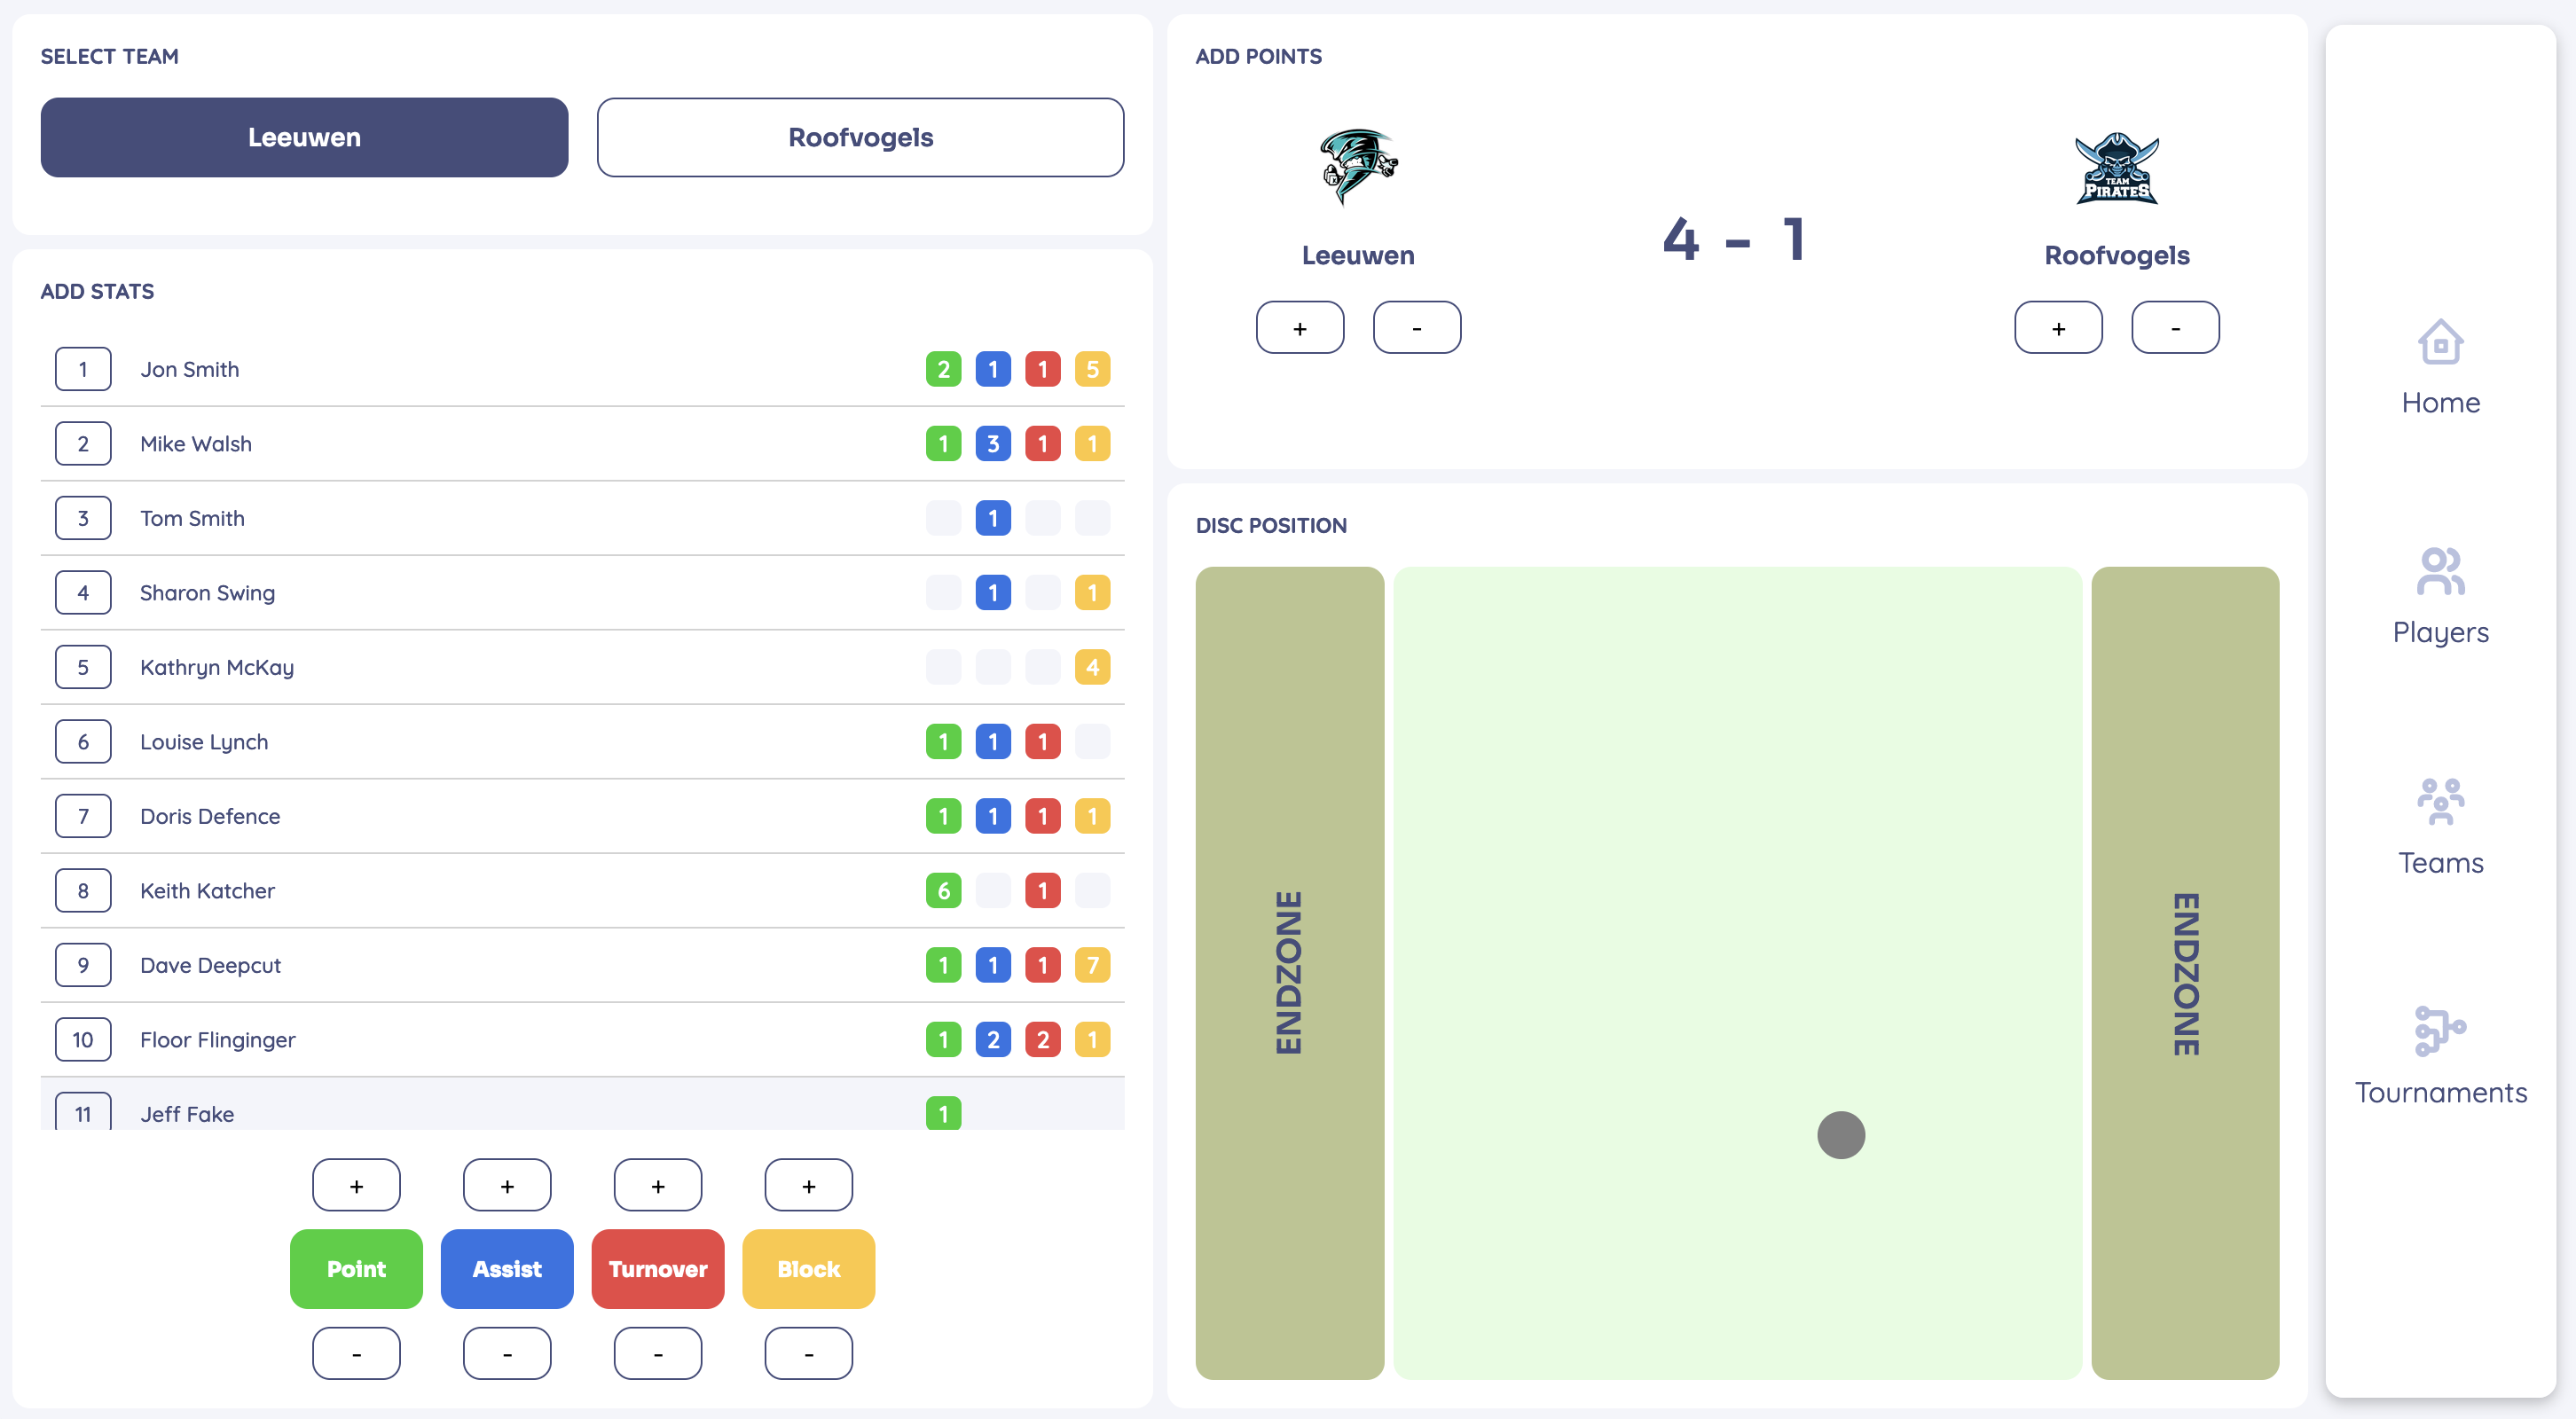 SELECT TEAM
Leeuwen
Roofvogels
ADD STATS
1 Jon Smith 2 1 1 5
2 Mike Walsh 1 3 1 1
3 Tom Smith 1
4 Sharon Swing 1 1
5 Kathryn McKay 4
6 Louise Lynch 1 1 1
7 Doris Defence 1 1 1 1
8 Keith Katcher 6 1
9 Dave Deepcut 1 1 1 7
10 Floor Flinginger 1 2 2 1
11 Jeff Fake 1
+ + + +
Point Assist Turnover Block
- - - -
ADD POINTS
TEAM
PIRATES
4 - 1
Leeuwen
Roofvogels
+ - + -
DISC POSITION
ENDZONE
ENDZONE
Home
Players
Teams
Tournaments